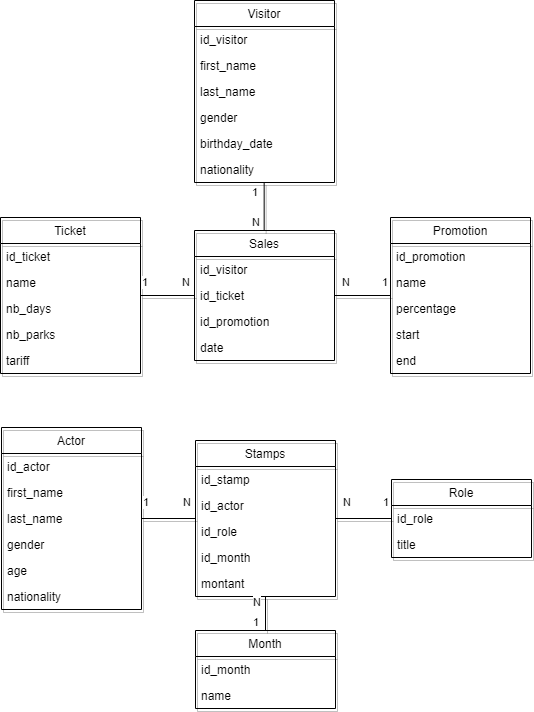 Visitor
id_visitor
first_name
last_name
gender
birthday_date
nationality
1
N
Ticket
id_ticket
name
nb_days
nb_parks
tariff
1
N
Sales
id_visitor
id_ticket
id_promotion
date
N
1
Promotion
id_promotion
name
percentage
start
end
Actor
id_actor
first_name
last_name
gender
age
nationality
1
N
Stamps
id_stamp
id_actor
id_role
id_month
montant
N
1
Role
id_role
title
N
1
Month
id_month
name